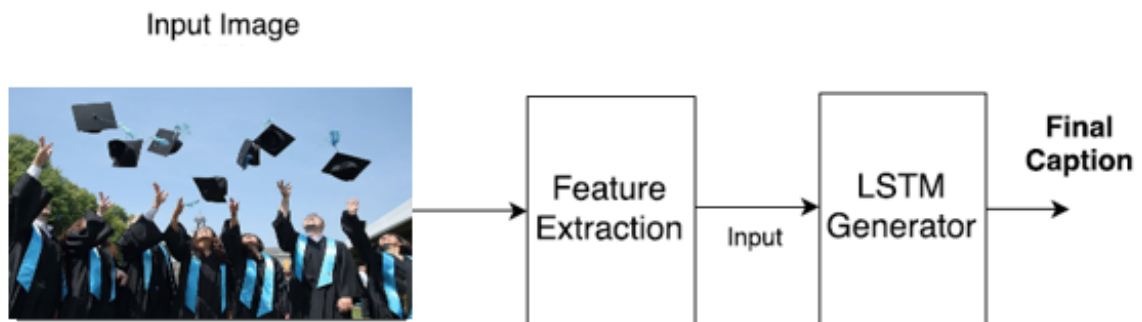 Input Image
Feature
Extraction
Input
LSTM
Generator
Final
Caption